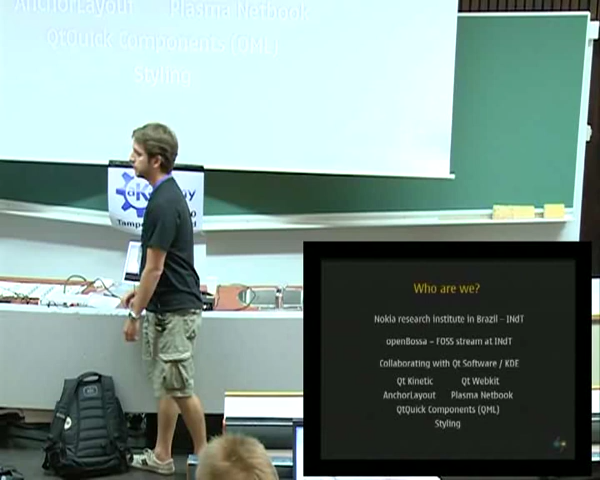 AnchorLayout Plasma Netbook
QtQuick Components (QML)
Styling
Who are we?
Nokia research institute in Brazil – INdT
openBossa – FOSS stream at INdT
Collaborating with Qt Software / KDE
Qt Kinetic Qt Webkit
AnchorLayout Plasma Netbook
QtQuick Components (QML)
Styling